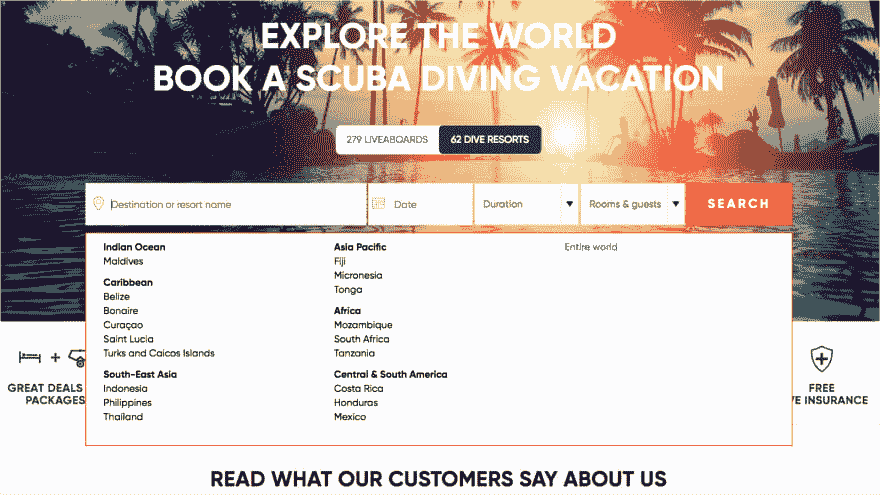 EXPLORE THE WORLD
BOOK A SCUBA DIVING VACATION
279 LIVEABOARDS
62 DIVE RESORTS
Destination or resort name
Date
Duration
Rooms & guests
SEARCH
Indian Ocean
Maldives
Caribbean
Belize
Bonaire
Curaçao
Saint Lucia
Turks and Caicos Islands
South-East Asia
Indonesia
Philippines
Thailand
Asia Pacific
Fiji
Micronesia
Tonga
Africa
Mozambique
South Africa
Tanzania
Central & South America
Costa Rica
Honduras
Mexico
Entire world
GREAT DEALS
PACKAGES
FREE
VE INSURANCE
READ WHAT OUR CUSTOMERS SAY ABOUT US